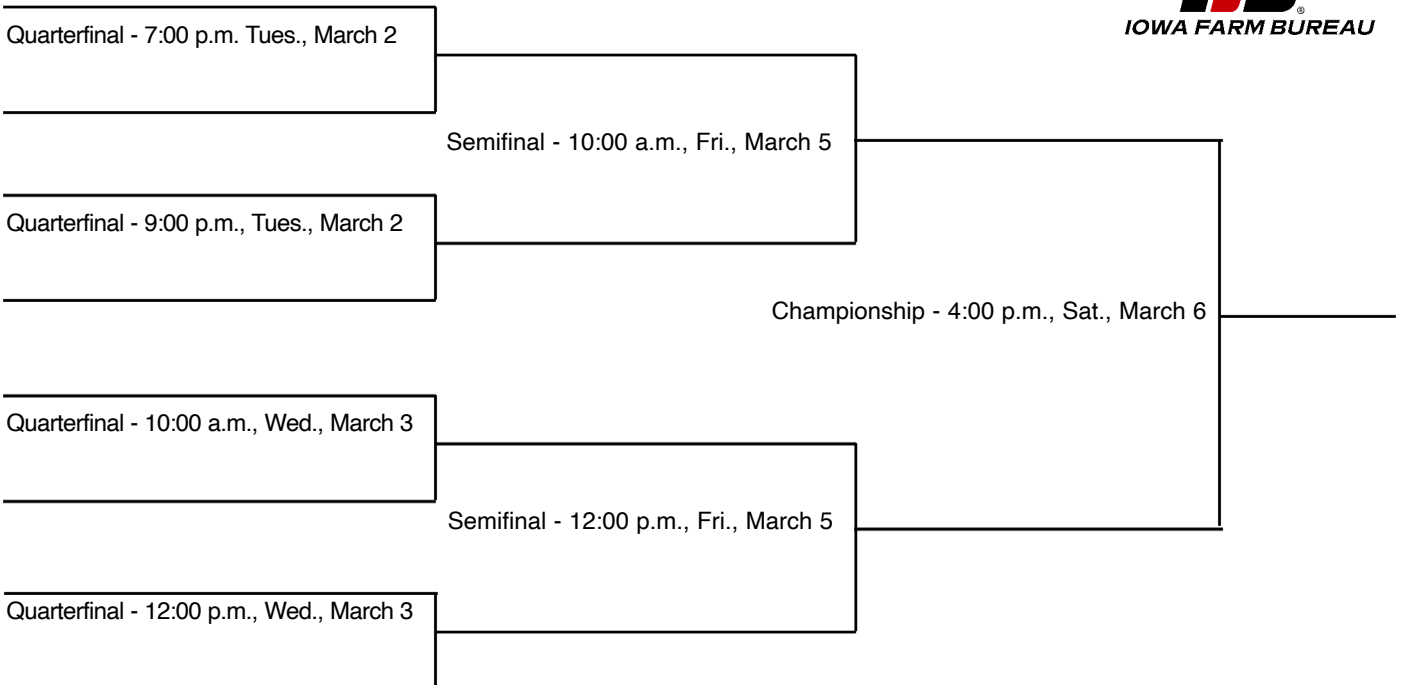 IOWA FARM BUREAU
Quarterfinal - 7:00 p.m. Tues., March 2
Semifinal - 10:00 a.m., Fri., March 5
Quarterfinal - 9:00 p.m., Tues., March 2
Championship - 4:00 p.m., Sat., March 6
Quarterfinal - 10:00 a.m., Wed., March 3
Semifinal - 12:00 p.m., Fri., March 5
Quarterfinal - 12:00 p.m., Wed., March 3